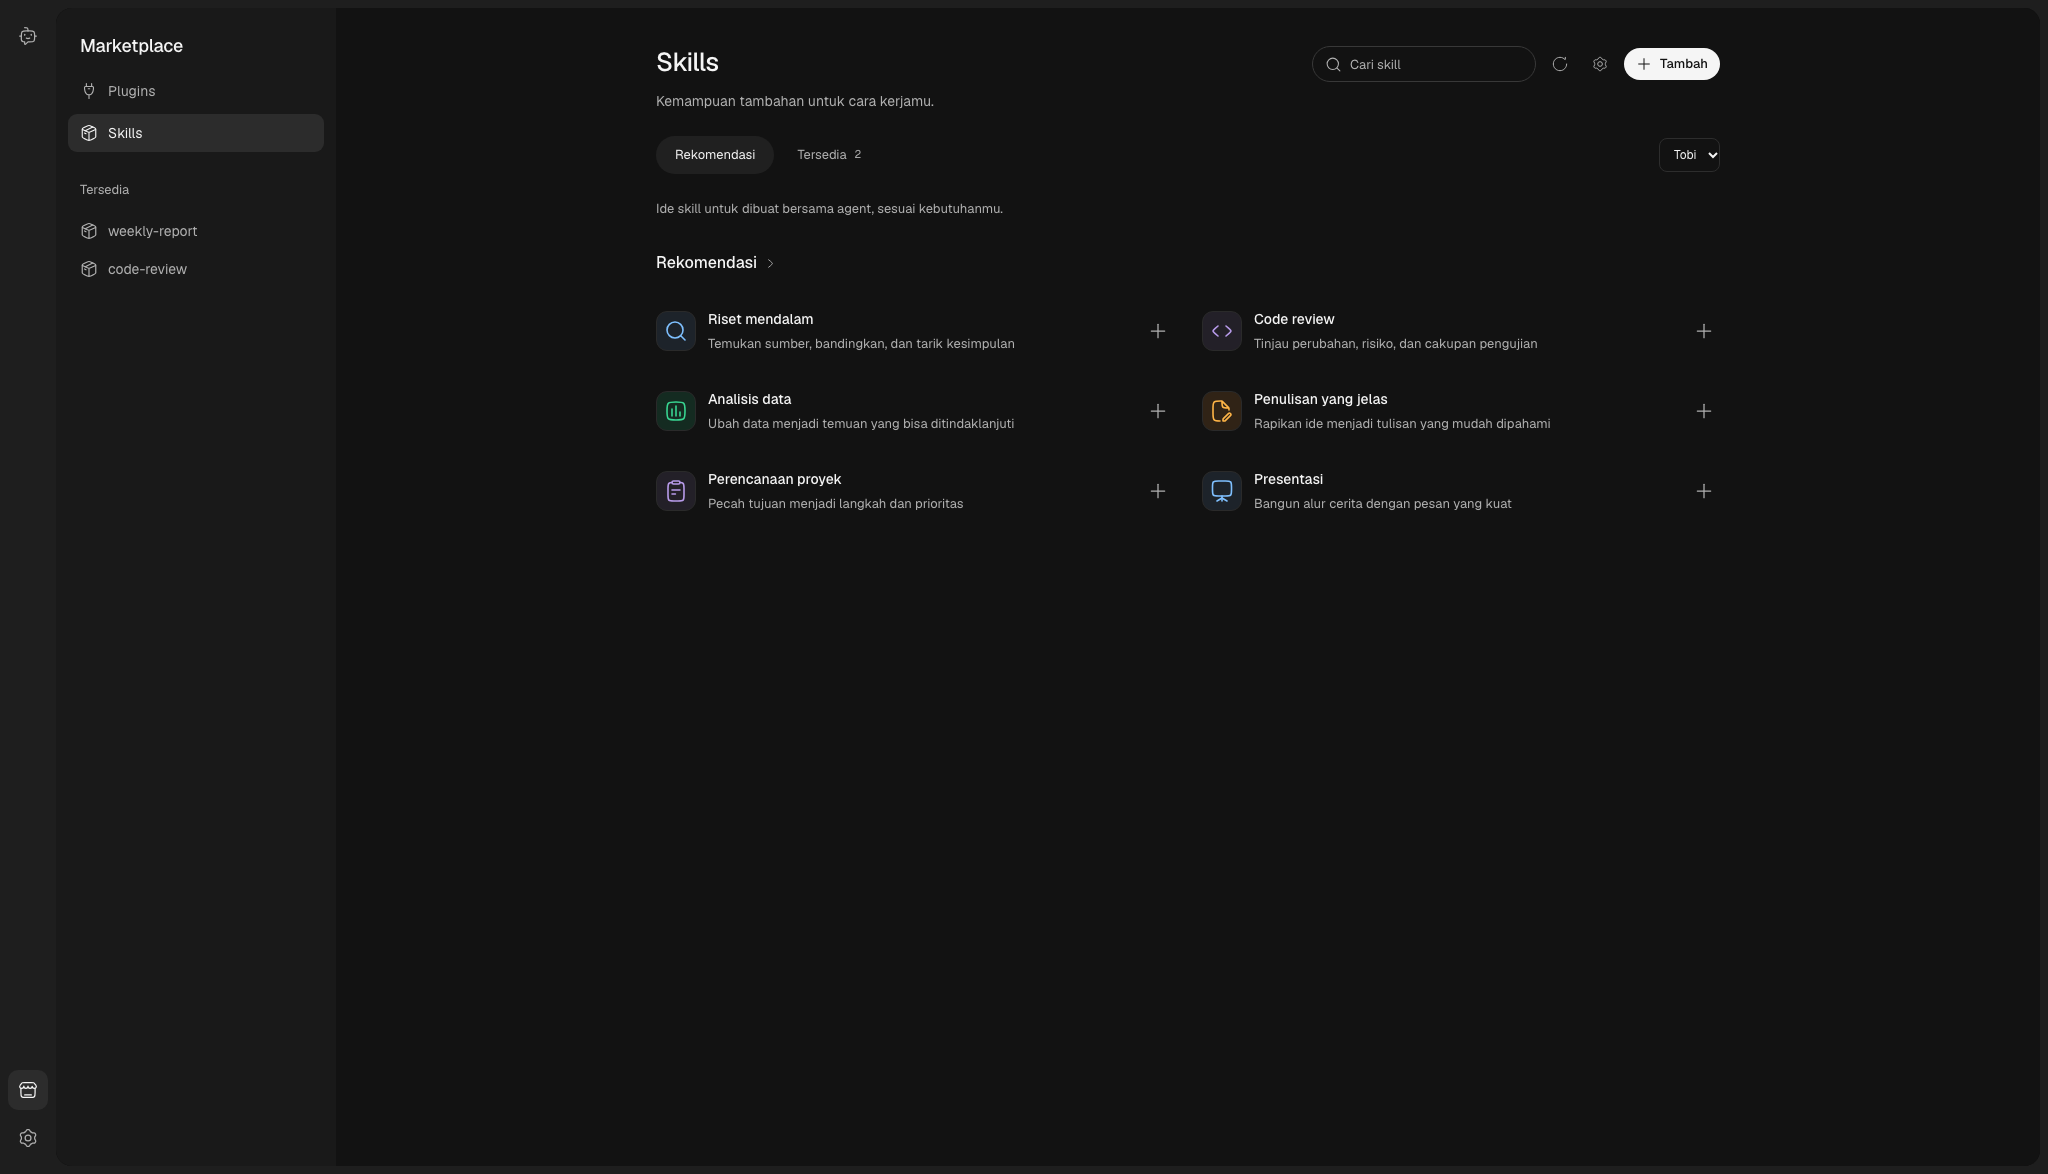 Marketplace
Plugins
Skills
Tersedia
weekly-report
code-review
Skills
Cari skill
Tambah
Kemampuan tambahan untuk cara kerjamu.
Rekomendasi
Tersedia 2
Tobi
Ide skill untuk dibuat bersama agent, sesuai kebutuhanmu.
Rekomendasi
Riset mendalam
Temukan sumber, bandingkan, dan tarik kesimpulan
Code review
Tinjau perubahan, risiko, dan cakupan pengujian
Analisis data
Ubah data menjadi temuan yang bisa ditindaklanjuti
Penulisan yang jelas
Rapikan ide menjadi tulisan yang mudah dipahami
Perencanaan proyek
Pecah tujuan menjadi langkah dan prioritas
Presentasi
Bangun alur cerita dengan pesan yang kuat